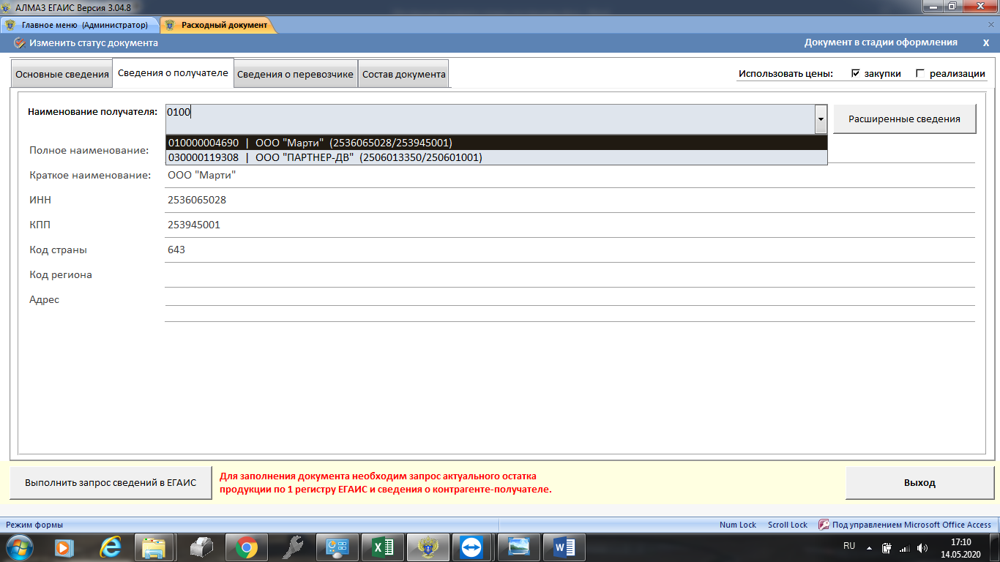 АЛМАЗ ЕГАИС Версия 3.04.8
Главное меню (Администратор)
Расходный документ
Изменить статус документа
Документ в стадии оформления
X
Основные сведения
Сведения о получателе
Сведения о перевозчике
Состав документа
Использовать цены:
закупки
реализации
Наименование получателя:
0100
Расширенные сведения
010000004690 | ООО "Марти" (2536065028/253945001)
030000119308 | ООО "ПАРТНЕР-ДВ" (2506013350/250601001)
Полное наименование:
Краткое наименование:
ООО "Марти"
ИНН
2536065028
КПП
253945001
Код страны
643
Код региона
Адрес
Выполнить запрос сведений в ЕГАИС
Для заполнения документа необходим запрос актуального остатка
продукции по 1 регистру ЕГАИС и сведения о контрагенте-получателе.
Выход
Режим формы
Num Lock
Scroll Lock
Под управлением Microsoft Office Access
RU
17:10
14.05.2020